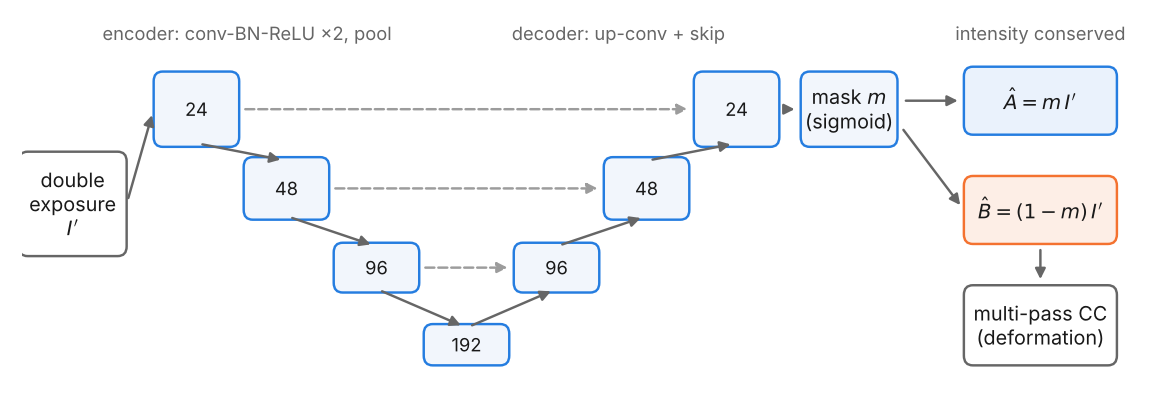 encoder: conv-BN-ReLU ×2, pool
decoder: up-conv + skip
intensity conserved
24
24
mask m
(sigmoid)
Â = m I′
double
exposure
I′
48
48
B̂ = (1 − m) I′
96
96
multi-pass CC
(deformation)
192